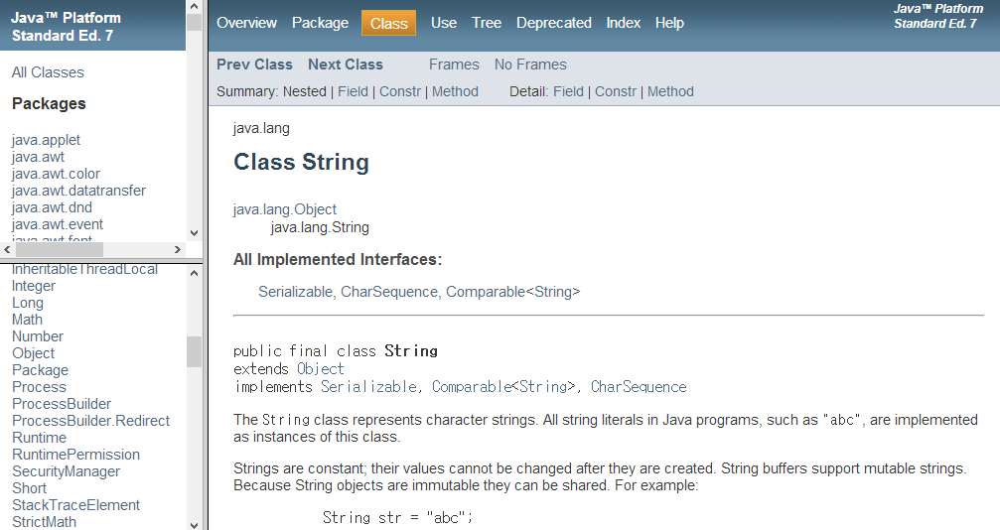 Java™ Platform
Standard Ed. 7
All Classes
Packages
java.applet
java.awt
java.awt.color
java.awt.datatransfer
java.awt.dnd
java.awt.event
java.awt.font
InheritableThreadLocal
Integer
Long
Math
Number
Object
Package
Process
ProcessBuilder
ProcessBuilder.Redirect
Runtime
RuntimePermission
SecurityManager
Short
StackTraceElement
StrictMath
Overview Package Class Use Tree Deprecated Index Help
Java™ Platform
Standard Ed. 7
Prev Class Next Class Frames No Frames
Summary: Nested | Field | Constr | Method Detail: Field | Constr | Method
java.lang
Class String
java.lang.Object
java.lang.String
All Implemented Interfaces:
Serializable, CharSequence, Comparable<String>
public final class String
extends Object
implements Serializable, Comparable<String>, CharSequence
The String class represents character strings. All string literals in Java programs, such as "abc", are implemented
as instances of this class.
Strings are constant; their values cannot be changed after they are created. String buffers support mutable strings.
Because String objects are immutable they can be shared. For example:
String str = "abc";